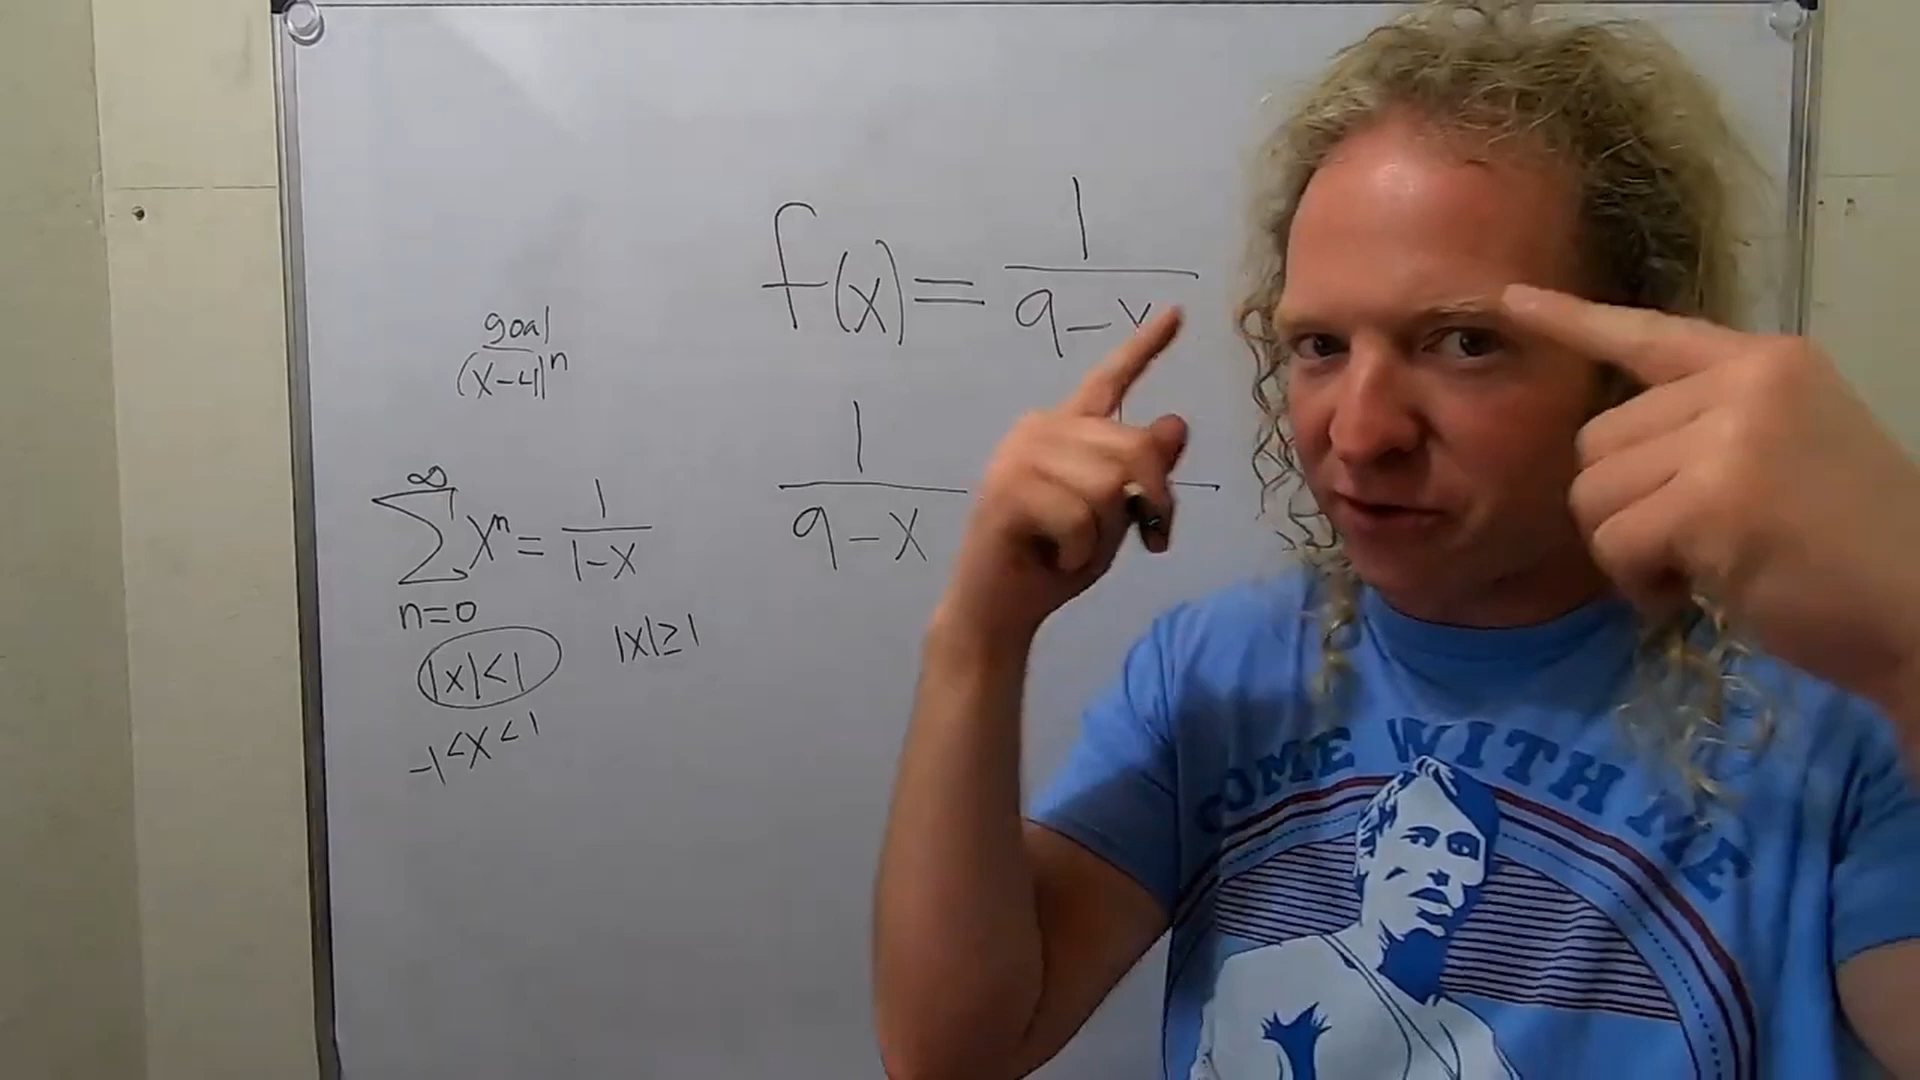 f(x) = 1/(9-x
goal
(x-4)^n
1/(9-x)
∞
Σ x^n = 1/(1-x)
n=0
|x|<1
|x|≥1
-1<x<1
COME WITH ME